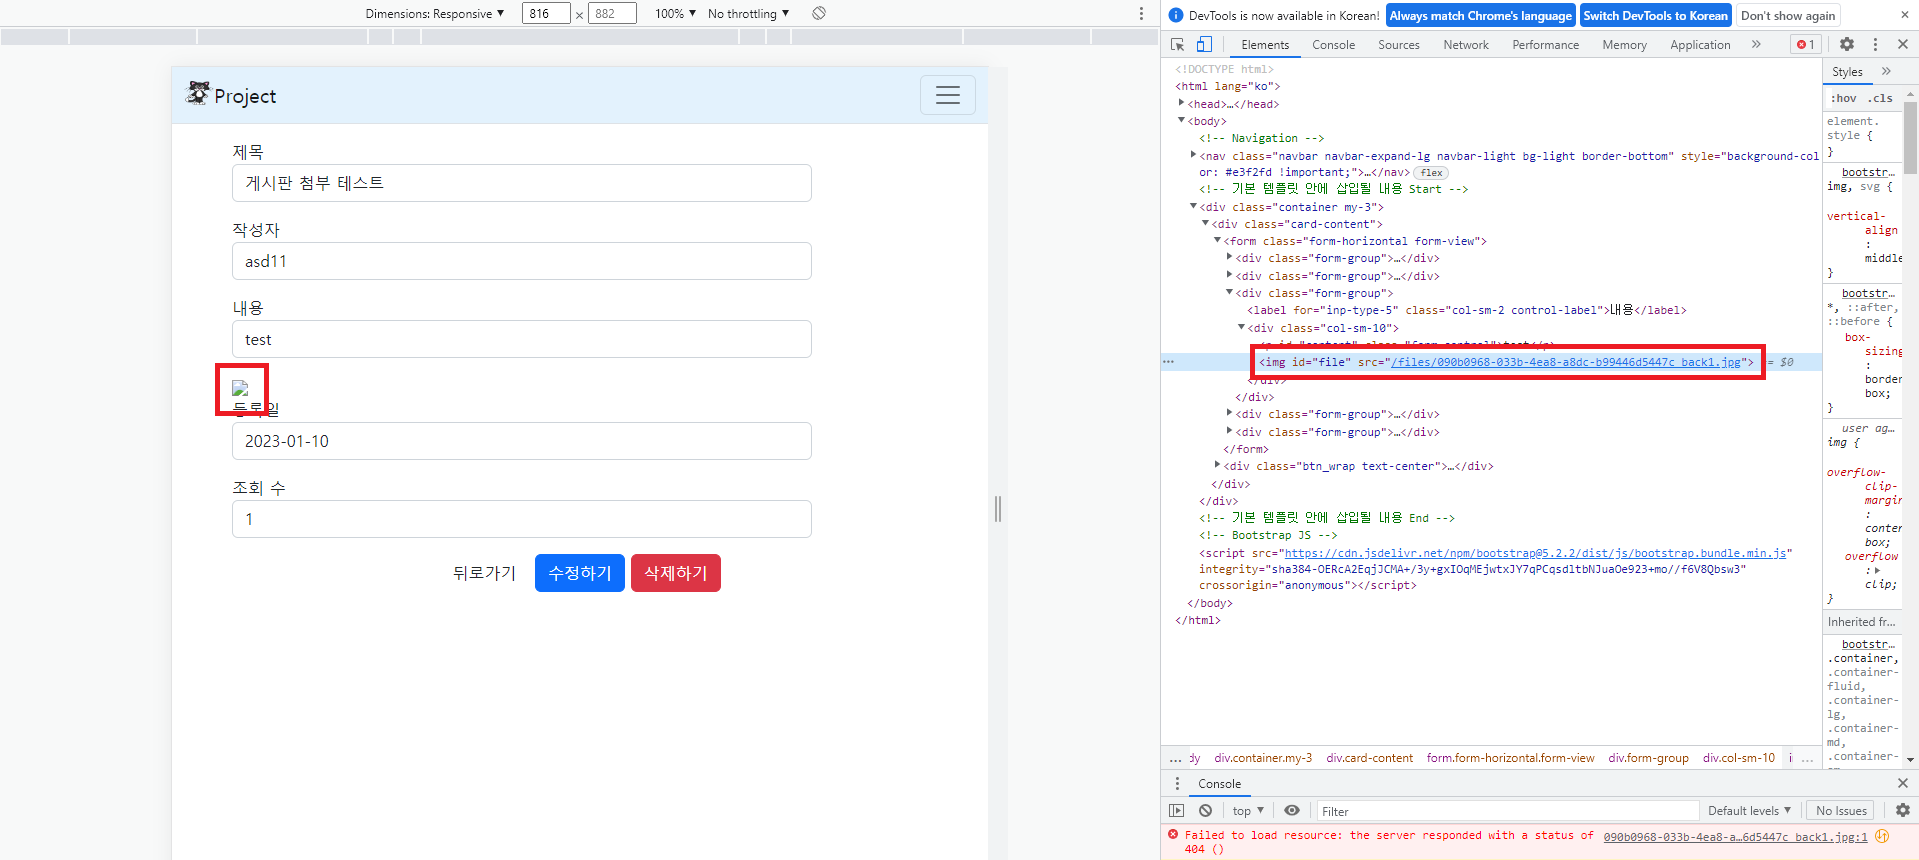 Dimensions: Responsive ▼ 816 × 882 100% ▼ No throttling ▼
Project
제목
게시판 첨부 테스트
작성자
asd11
내용
test
등록일
2023-01-10
조회 수
1
뒤로가기 수정하기 삭제하기
DevTools is now available in Korean! Always match Chrome's language Switch DevTools to Korean Don't show again ×
Elements Console Sources Network Performance Memory Application » 1
<!DOCTYPE html>
<html lang="ko">
<head>…</head>
<body>
<!-- Navigation -->
<nav class="navbar navbar-expand-lg navbar-light bg-light border-bottom" style="background-col
or: #e3f2fd !important;">…</nav> flex
<!-- 기본 템플릿 안에 삽입될 내용 Start -->
<div class="container my-3">
<div class="card-content">
<form class="form-horizontal form-view">
<div class="form-group">…</div>
<div class="form-group">…</div>
<div class="form-group">
<label for="inp-type-5" class="col-sm-2 control-label">내용</label>
<div class="col-sm-10">
<p id="content" class="form-control">test</p>
<img id="file" src="/files/090b0968-033b-4ea8-a8dc-b99446d5447c_back1.jpg"> == $0
</div>
</div>
<div class="form-group">…</div>
<div class="form-group">…</div>
</form>
<div class="btn_wrap text-center">…</div>
</div>
</div>
<!-- 기본 템플릿 안에 삽입될 내용 End -->
<!-- Bootstrap JS -->
<script src="https://cdn.jsdelivr.net/npm/bootstrap@5.2.2/dist/js/bootstrap.bundle.min.js"
integrity="sha384-OERcA2EqjJCMA+/3y+gxIOqMEjwtxJY7qPCqsdltbNJuaOe923+mo//f6V8Qbsw3"
crossorigin="anonymous"></script>
</body>
</html>
… dy div.container.my-3 div.card-content form.form-horizontal.form-view div.form-group div.col-sm-10 i …
Styles »
:hov .cls
element.
style {
}
bootstr…
img, svg {
vertical-
align
:
middle
}
bootstr…
*, ::after,
::before {
box-
sizing
:
border
box;
}
user ag…
img {
overflow-
clip-
margin
:
conten
box;
overflow
:▶
clip;
}
Inherited fr…
bootstr…
.container,
.container-
fluid,
.container-
lg,
.container-
md,
.container-
Console
top ▼ Filter Default levels ▼ No Issues
Failed to load resource: the server responded with a status of 090b0968-033b-4ea8-a…6d5447c_back1.jpg:1
404 ()